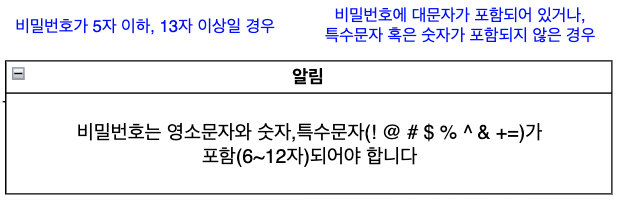 비밀번호가 5자 이하, 13자 이상일 경우
비밀번호에 대문자가 포함되어 있거나,
특수문자 혹은 숫자가 포함되지 않은 경우
알림
비밀번호는 영소문자와 숫자,특수문자(! @ # $ % ^ & +=)가
포함(6~12자)되어야 합니다